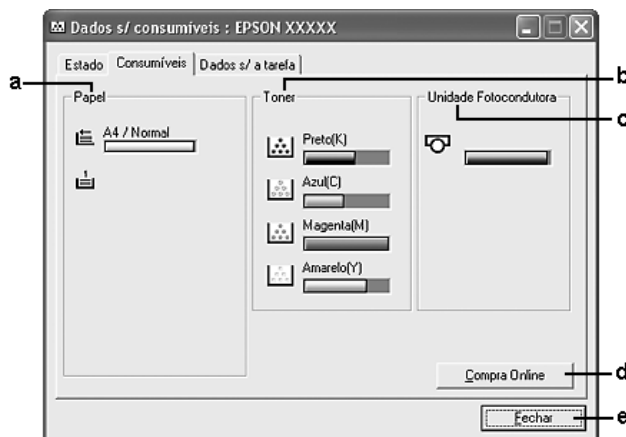 Dados s/ consumíveis : EPSON XXXXX
Estado Consumíveis Dados s/ a tarefa
a
Papel
A4 / Normal
1
b
Toner
Preto(K)
Azul(C)
Magenta(M)
Amarelo(Y)
c
Unidade Fotocondutora
Compra Online
d
Fechar
e